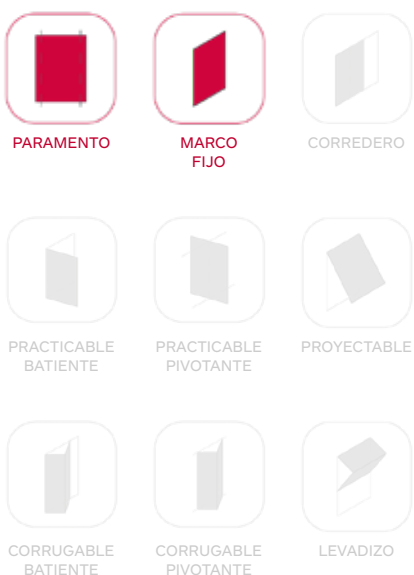 PARAMENTO
MARCO
FIJO
CORREDERO
PRACTICABLE
BATIENTE
PRACTICABLE
PIVOTANTE
PROYECTABLE
CORRUGABLE
BATIENTE
CORRUGABLE
PIVOTANTE
LEVADIZO